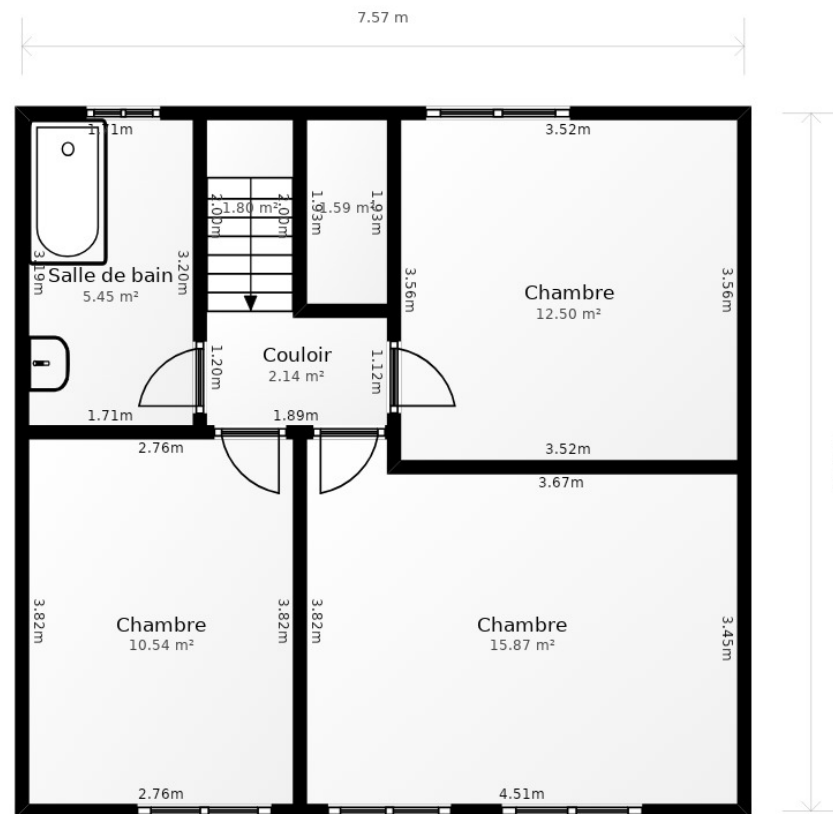 7.57 m
1.71m
3.52m
2.00m
1.80 m²
2.00m
1.93m
1.59 m²
1.93m
3.19m
Salle de bain
5.45 m²
3.20m
3.56m
Chambre
12.50 m²
3.56m
1.20m
Couloir
2.14 m²
1.12m
1.71m
1.89m
2.76m
3.52m
3.67m
3.82m
Chambre
10.54 m²
3.82m
3.82m
Chambre
15.87 m²
3.45m
2.76m
4.51m